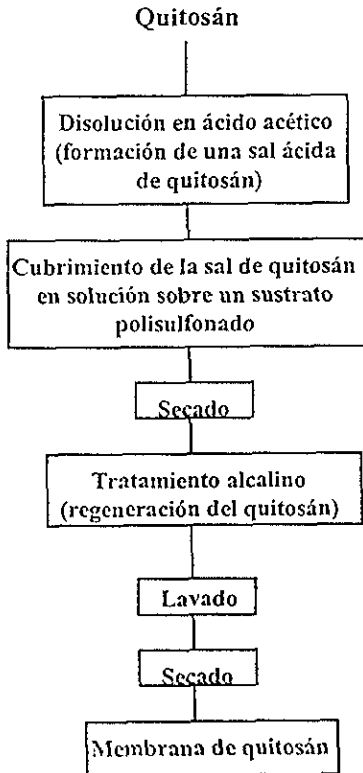 Quitosán
Disolución en ácido acético
(formación de una sal ácida
de quitosán)
Cubrimiento de la sal de quitosán
en solución sobre un sustrato
polisulfonado
Secado
Tratamiento alcalino
(regeneración del quitosán)
Lavado
Secado
Membrana de quitosán